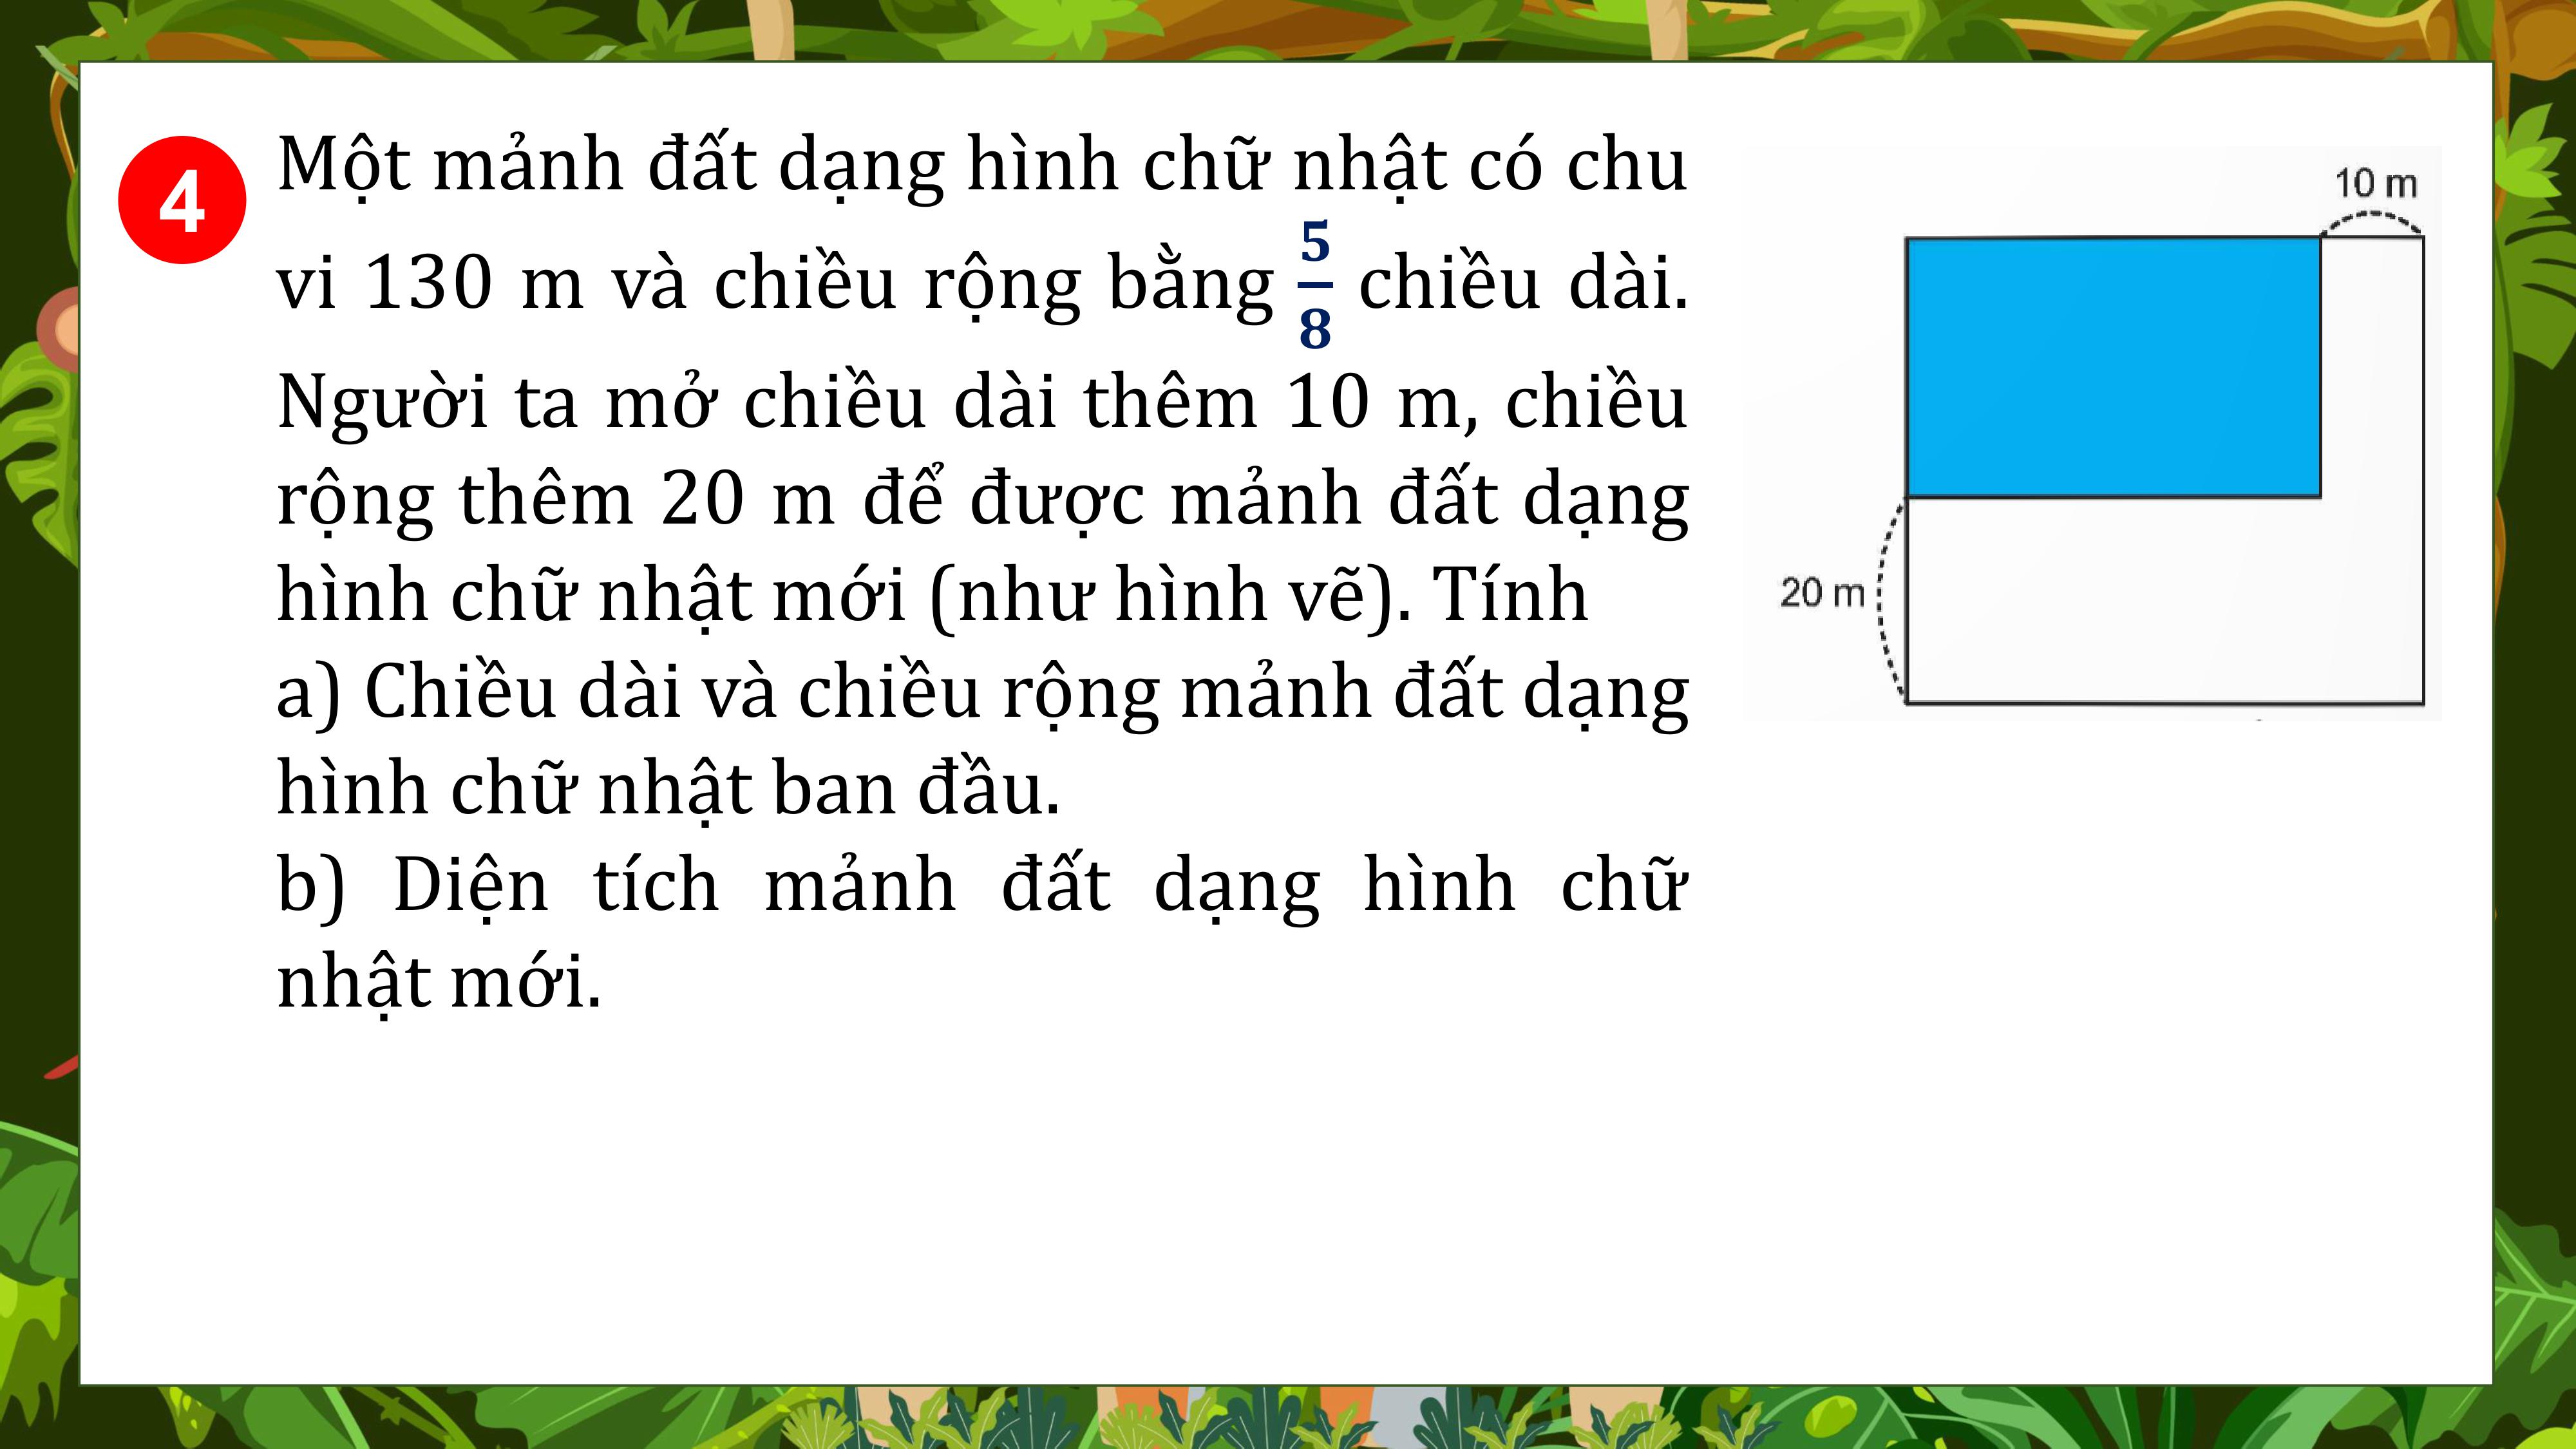 4
Một mảnh đất dạng hình chữ nhật có chu
vi 130 m và chiều rộng bằng 5/8 chiều dài.
Người ta mở chiều dài thêm 10 m, chiều
rộng thêm 20 m để được mảnh đất dạng
hình chữ nhật mới (như hình vẽ). Tính
a) Chiều dài và chiều rộng mảnh đất dạng
hình chữ nhật ban đầu.
b) Diện tích mảnh đất dạng hình chữ
nhật mới.
10 m
20 m